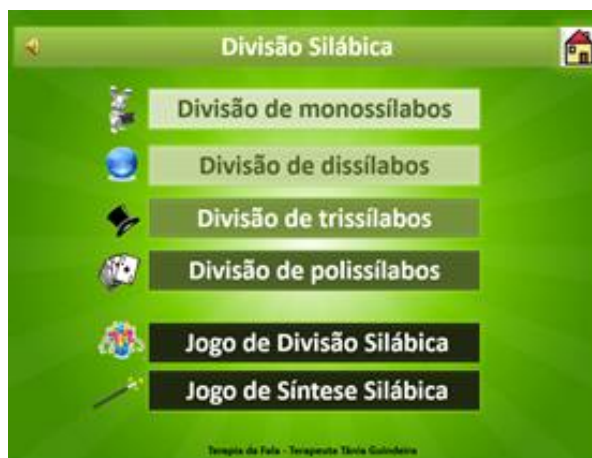 Divisão Silábica
Divisão de monossílabos
Divisão de dissílabos
Divisão de trissílabos
Divisão de polissílabos
Jogo de Divisão Silábica
Jogo de Síntese Silábica
Terapia da Fala - Terapeuta Tânia Guindeira